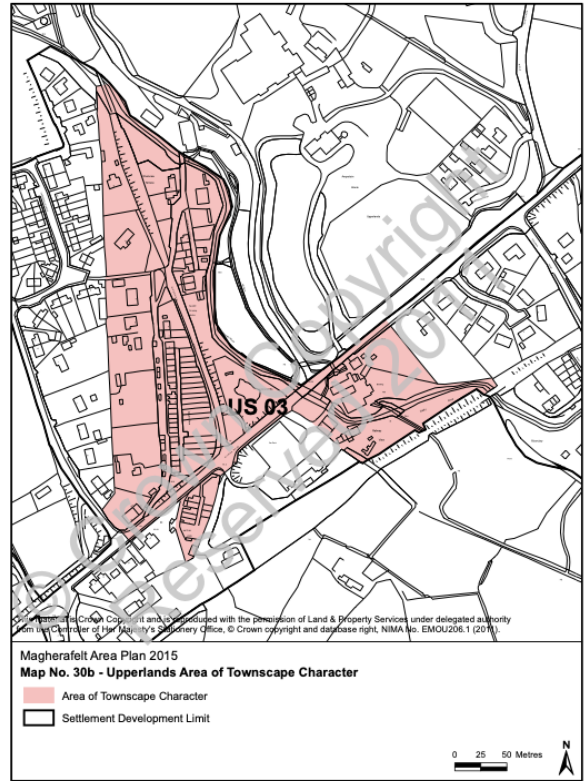 US 03
© Crown Copyright
Reserved 2011
This material is Crown Copyright and is reproduced with the permission of Land & Property Services under delegated authority
from the Controller of Her Majesty's Stationery Office, © Crown copyright and database right, NIMA No. EMOU206.1 (2011).
Magherafelt Area Plan 2015
Map No. 30b - Upperlands Area of Townscape Character
Area of Townscape Character
Settlement Development Limit
0 25 50 Metres
N